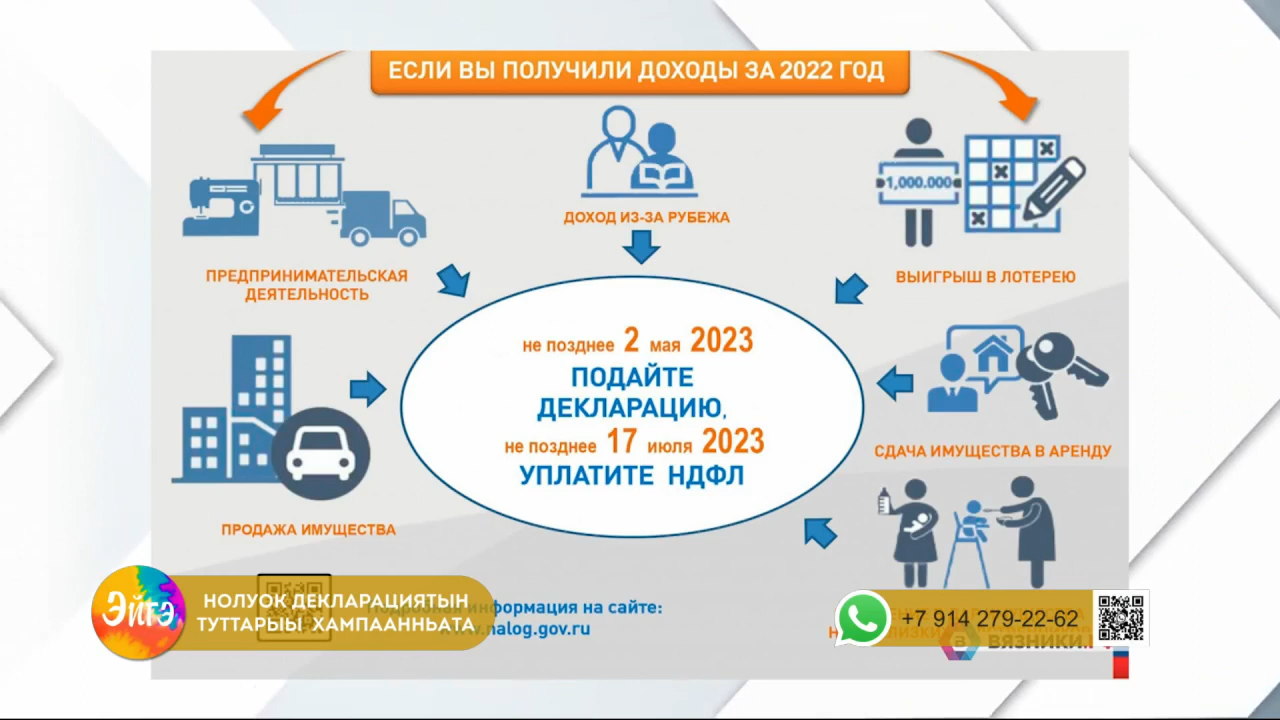 ЕСЛИ ВЫ ПОЛУЧИЛИ ДОХОДЫ ЗА 2022 ГОД
1,000.000
ДОХОД ИЗ-ЗА РУБЕЖА
ПРЕДПРИНИМАТЕЛЬСКАЯ
ДЕЯТЕЛЬНОСТЬ
ВЫИГРЫШ В ЛОТЕРЕЮ
не позднее 2 мая 2023
ПОДАЙТЕ
ДЕКЛАРАЦИЮ,
не позднее 17 июля 2023
УПЛАТИТЕ НДФЛ
СДАЧА ИМУЩЕСТВА В АРЕНДУ
ПРОДАЖА ИМУЩЕСТВА
Эйгэ
НОЛУОК ДЕКЛАРАЦИЯТЫН
ТУТТАРЫЫ ХАМПААННЬАТА
информация на сайте:
www.nalog.gov.ru
+7 914 279-22-62
ВЯЗНИКИ